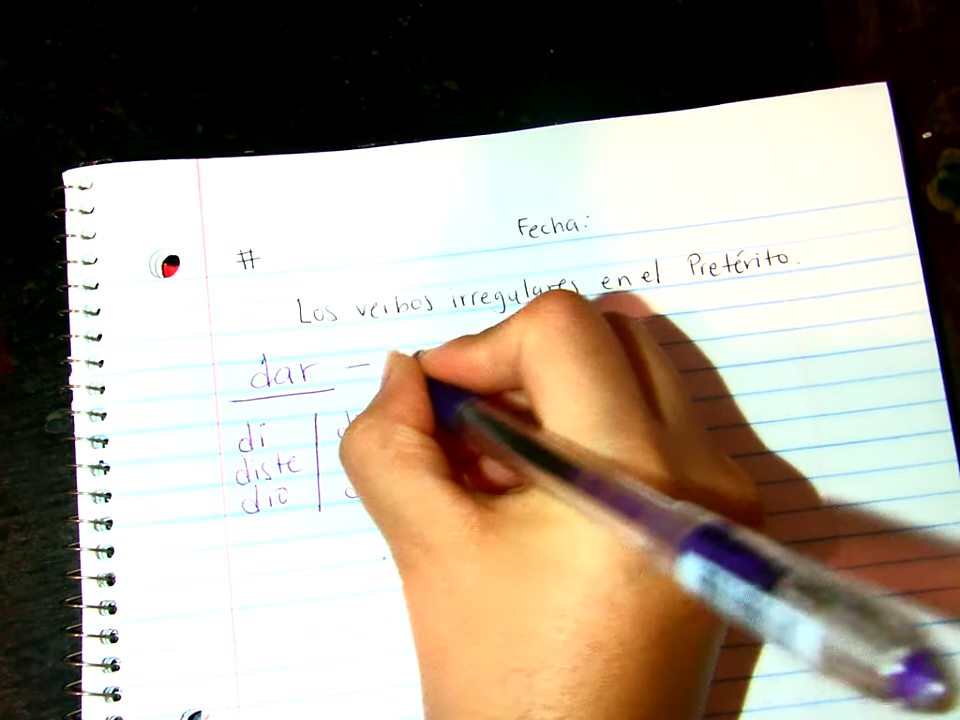 Fecha:
#
Los verbos irregulares en el Pretérito.
dar -
di
diste
dio